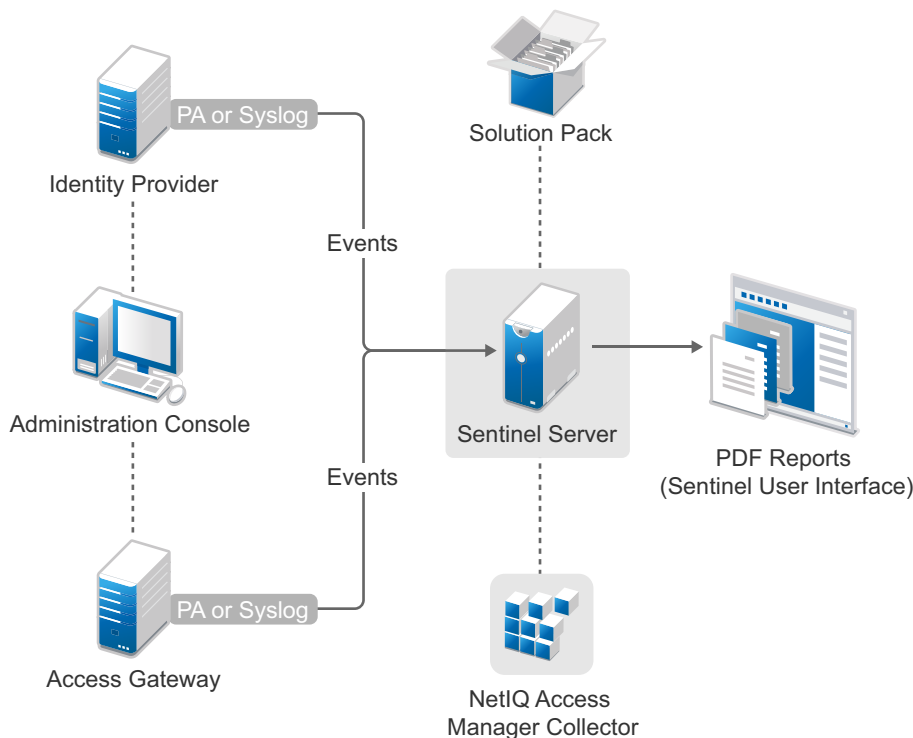 PA or Syslog
Identity Provider
Solution Pack
Events
Administration Console
Sentinel Server
PDF Reports
(Sentinel User Interface)
Events
PA or Syslog
Access Gateway
NetIQ Access
Manager Collector